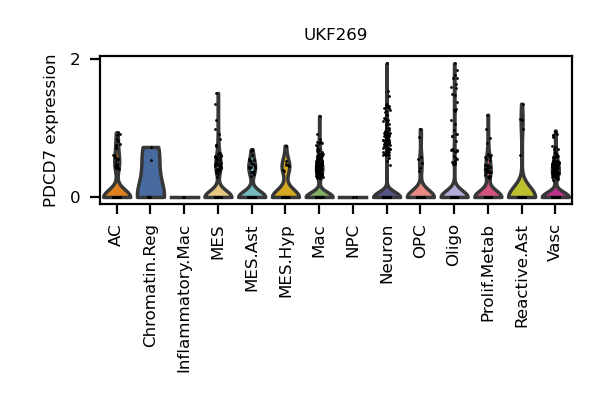 UKF269
PDCD7 expression
2
0
AC
Chromatin.Reg
Inflammatory.Mac
MES
MES.Ast
MES.Hyp
Mac
NPC
Neuron
OPC
Oligo
Prolif.Metab
Reactive.Ast
Vasc